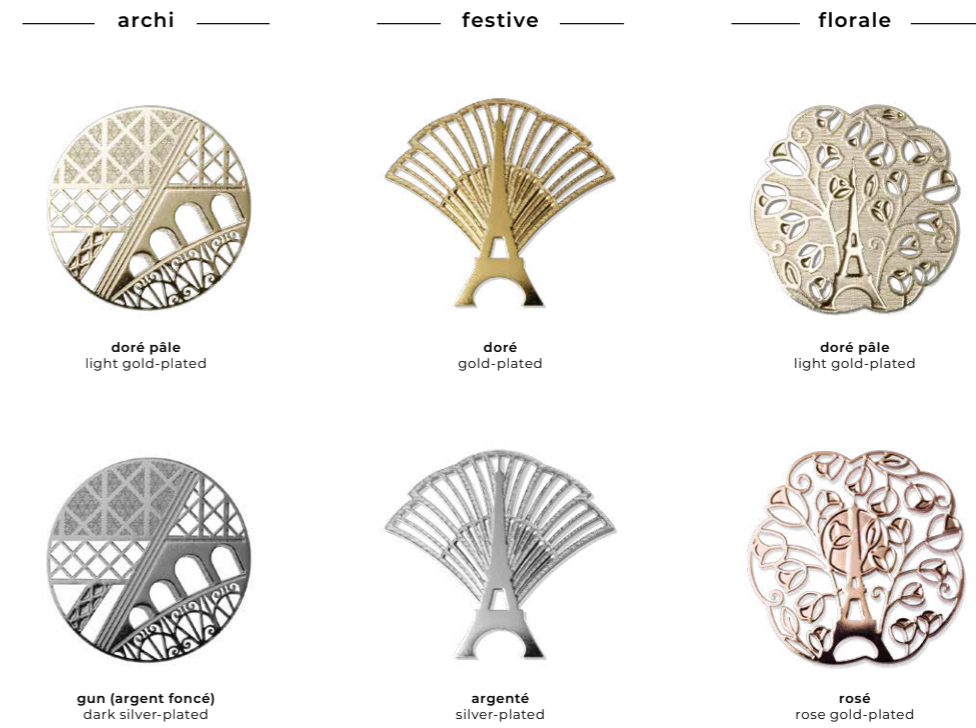 archi
festive
florale
doré pâle
light gold-plated
doré
gold-plated
doré pâle
light gold-plated
gun (argent foncé)
dark silver-plated
argenté
silver-plated
rosé
rose gold-plated